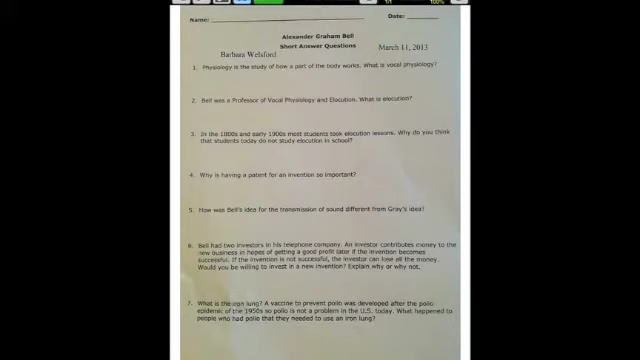 1/1
100%
Name:
Date:
Alexander Graham Bell
Short Answer Questions
March 11, 2013
Barbara Welsford
1. Physiology is the study of how a part of the body works. What is vocal physiology?
2. Bell was a Professor of Vocal Physiology and Elocution. What is elocution?
3. In the 1800s and early 1900s most students took elocution lessons. Why do you think
that students today do not study elocution in school?
4. Why is having a patent for an invention so important?
5. How was Bell's idea for the transmission of sound different from Gray's idea?
6. Bell had two investors in his telephone company. An investor contributes money to the
new business in hopes of getting a good profit later if the invention becomes
successful. If the invention is not successful, the investor can lose all the money.
Would you be willing to invest in a new invention? Explain why or why not.
7. What is the iron lung? A vaccine to prevent polio was developed after the polio
epidemic of the 1950s so polio is not a problem in the U.S. today. What happened to
people who had polio that they needed to use an iron lung?